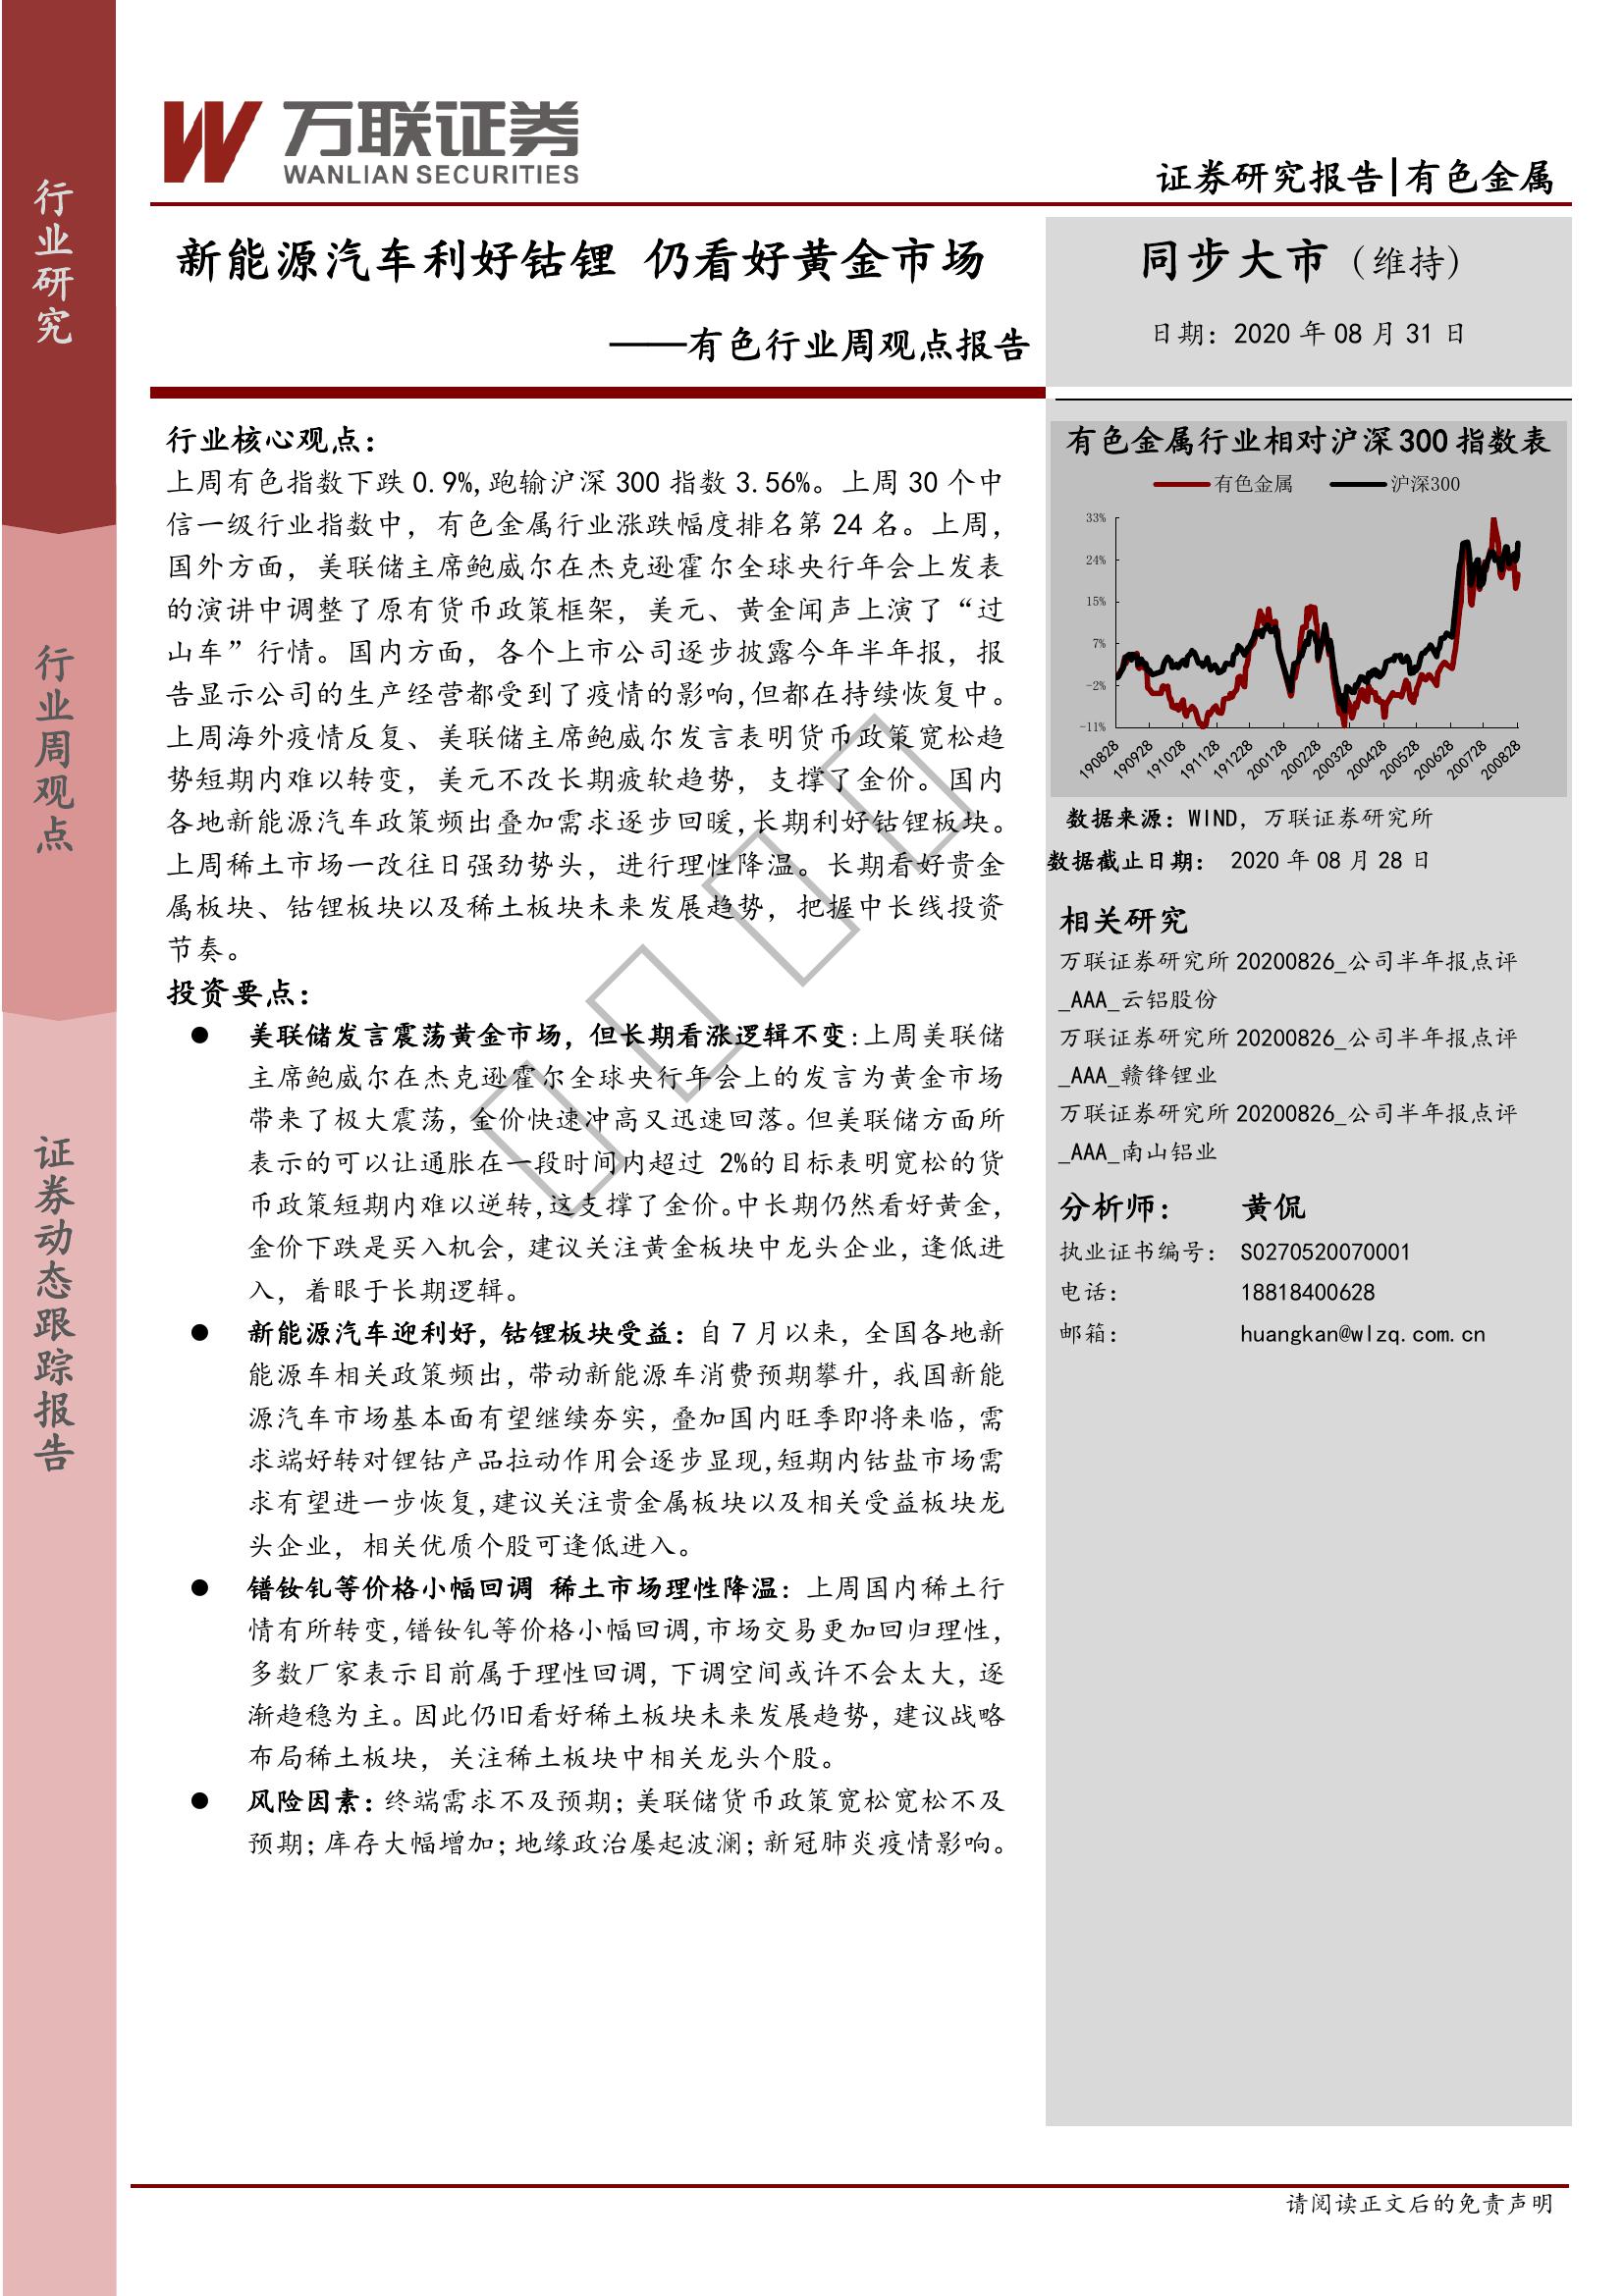 行业研究
行业周观点
证券动态跟踪报告
万联证券
WANLIAN SECURITIES
证券研究报告|有色金属
新能源汽车利好钴锂 仍看好黄金市场
——有色行业周观点报告
同步大市（维持）
日期：2020 年 08 月 31 日
行业核心观点：
上周有色指数下跌 0.9%,跑输沪深 300 指数 3.56%。上周 30 个中
信一级行业指数中，有色金属行业涨跌幅度排名第 24 名。上周，
国外方面，美联储主席鲍威尔在杰克逊霍尔全球央行年会上发表
的演讲中调整了原有货币政策框架，美元、黄金闻声上演了“过
山车”行情。国内方面，各个上市公司逐步披露今年半年报，报
告显示公司的生产经营都受到了疫情的影响,但都在持续恢复中。
上周海外疫情反复、美联储主席鲍威尔发言表明货币政策宽松趋
势短期内难以转变，美元不改长期疲软趋势，支撑了金价。国内
各地新能源汽车政策频出叠加需求逐步回暖,长期利好钴锂板块。
上周稀土市场一改往日强劲势头，进行理性降温。长期看好贵金
属板块、钴锂板块以及稀土板块未来发展趋势，把握中长线投资
节奏。
投资要点：
● 美联储发言震荡黄金市场，但长期看涨逻辑不变:上周美联储
主席鲍威尔在杰克逊霍尔全球央行年会上的发言为黄金市场
带来了极大震荡，金价快速冲高又迅速回落。但美联储方面所
表示的可以让通胀在一段时间内超过 2%的目标表明宽松的货
币政策短期内难以逆转,这支撑了金价。中长期仍然看好黄金，
金价下跌是买入机会，建议关注黄金板块中龙头企业，逢低进
入，着眼于长期逻辑。
● 新能源汽车迎利好，钴锂板块受益：自 7 月以来，全国各地新
能源车相关政策频出，带动新能源车消费预期攀升，我国新能
源汽车市场基本面有望继续夯实，叠加国内旺季即将来临，需
求端好转对锂钴产品拉动作用会逐步显现,短期内钴盐市场需
求有望进一步恢复,建议关注贵金属板块以及相关受益板块龙
头企业，相关优质个股可逢低进入。
● 镨钕钆等价格小幅回调 稀土市场理性降温：上周国内稀土行
情有所转变,镨钕钆等价格小幅回调,市场交易更加回归理性，
多数厂家表示目前属于理性回调，下调空间或许不会太大，逐
渐趋稳为主。因此仍旧看好稀土板块未来发展趋势，建议战略
布局稀土板块，关注稀土板块中相关龙头个股。
● 风险因素：终端需求不及预期；美联储货币政策宽松宽松不及
预期；库存大幅增加；地缘政治屡起波澜；新冠肺炎疫情影响。
有色金属行业相对沪深 300 指数表
有色金属 沪深300
33%
24%
15%
7%
-2%
-11%
190828 190928 191028 191128 191228 200128 200228 200328 200428 200528 200628 200728 200828
数据来源：WIND，万联证券研究所
数据截止日期： 2020 年 08 月 28 日
相关研究
万联证券研究所 20200826_公司半年报点评
_AAA_云铝股份
万联证券研究所 20200826_公司半年报点评
_AAA_赣锋锂业
万联证券研究所 20200826_公司半年报点评
_AAA_南山铝业
分析师： 黄侃
执业证书编号： S0270520070001
电话： 18818400628
邮箱： huangkan@wlzq.com.cn
请阅读正文后的免责声明